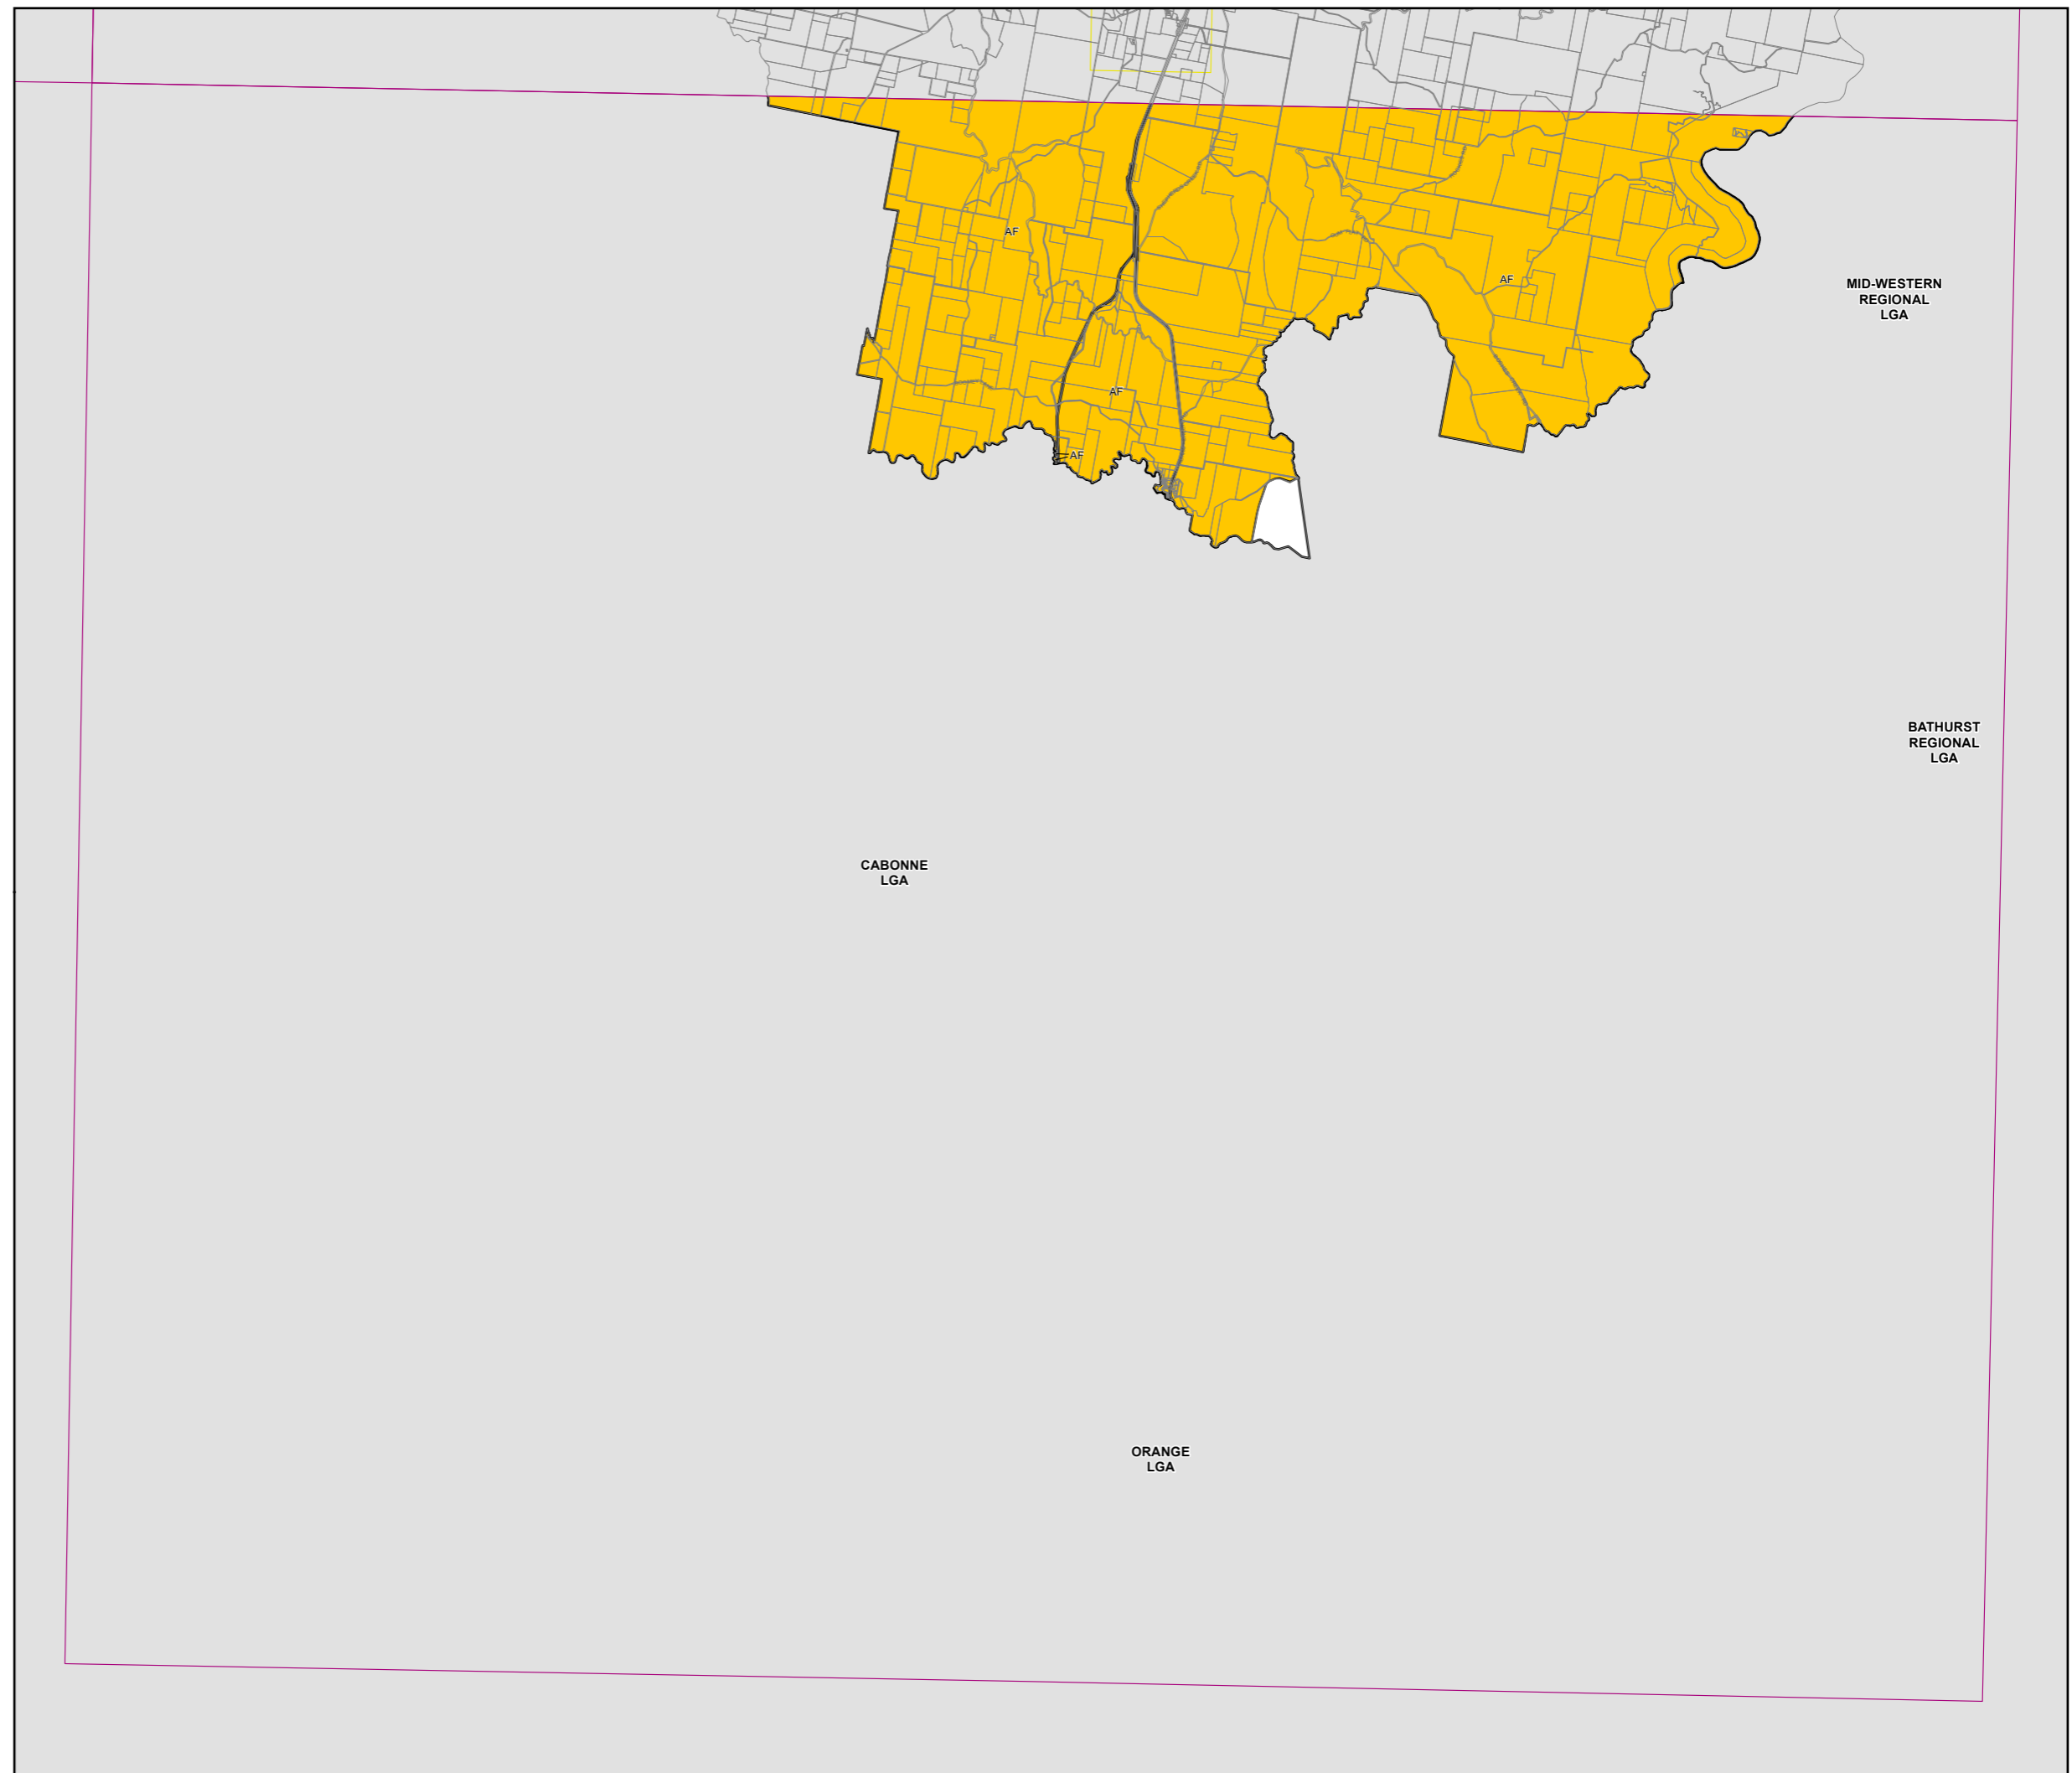 AF
AF
MID-WESTERN
REGIONAL
LGA
AF
AF
BATHURST
REGIONAL
LGA
CABONNE
LGA
ORANGE
LGA